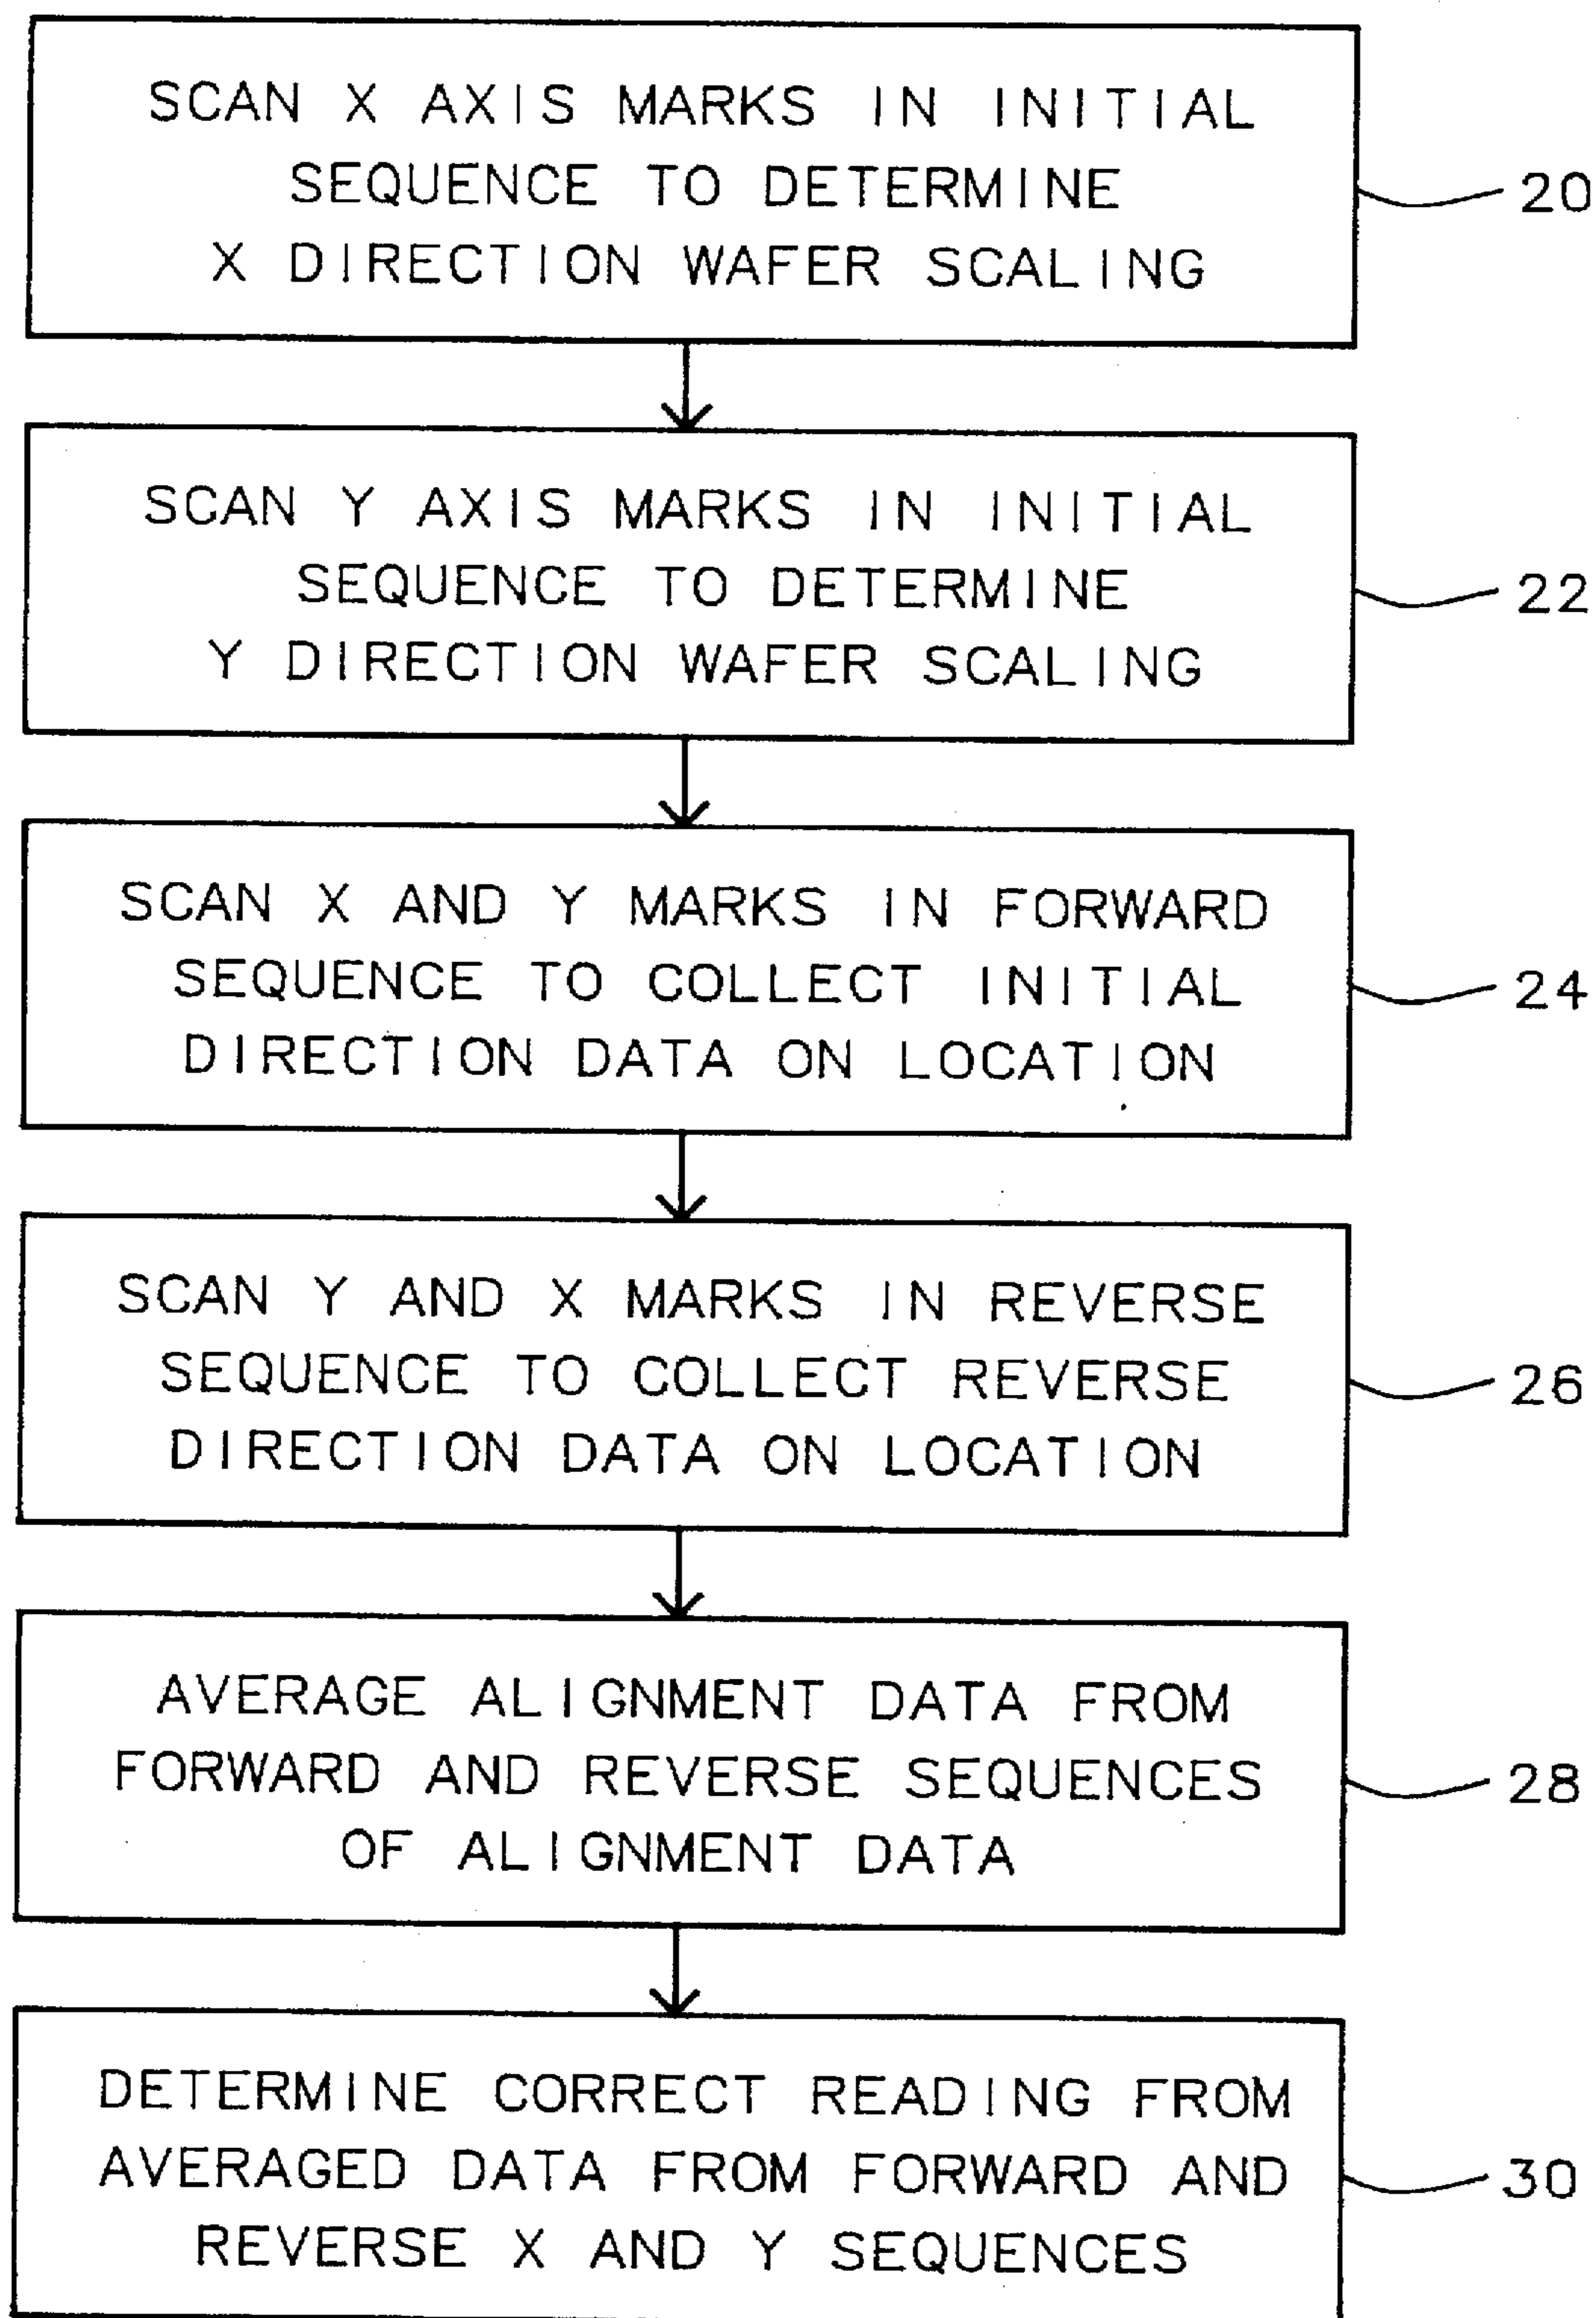 SCAN X AXIS MARKS IN INITIAL
SEQUENCE TO DETERMINE
X DIRECTION WAFER SCALING
20
SCAN Y AXIS MARKS IN INITIAL
SEQUENCE TO DETERMINE
Y DIRECTION WAFER SCALING
22
SCAN X AND Y MARKS IN FORWARD
SEQUENCE TO COLLECT INITIAL
DIRECTION DATA ON LOCATION
24
SCAN Y AND X MARKS IN REVERSE
SEQUENCE TO COLLECT REVERSE
DIRECTION DATA ON LOCATION
26
AVERAGE ALIGNMENT DATA FROM
FORWARD AND REVERSE SEQUENCES
OF ALIGNMENT DATA
28
DETERMINE CORRECT READING FROM
AVERAGED DATA FROM FORWARD AND
REVERSE X AND Y SEQUENCES
30